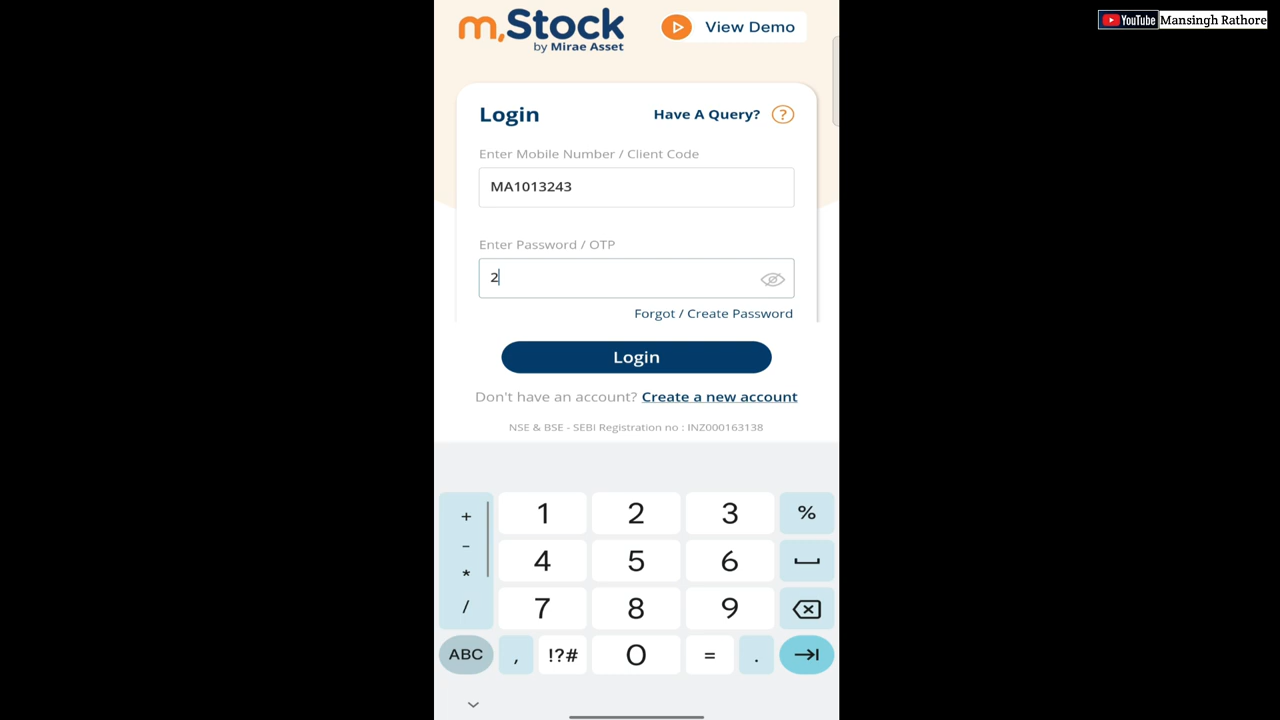 YouTube Mansingh Rathore
m.Stock
by Mirae Asset
View Demo
Login
Have A Query? ?
Enter Mobile Number / Client Code
MA1013243
Enter Password / OTP
2
Forgot / Create Password
Login
Don't have an account? Create a new account
NSE & BSE - SEBI Registration no : INZ000163138
+ 1 2 3 %
-
* 4 5 6
/ 7 8 9
ABC , !?# 0 = .